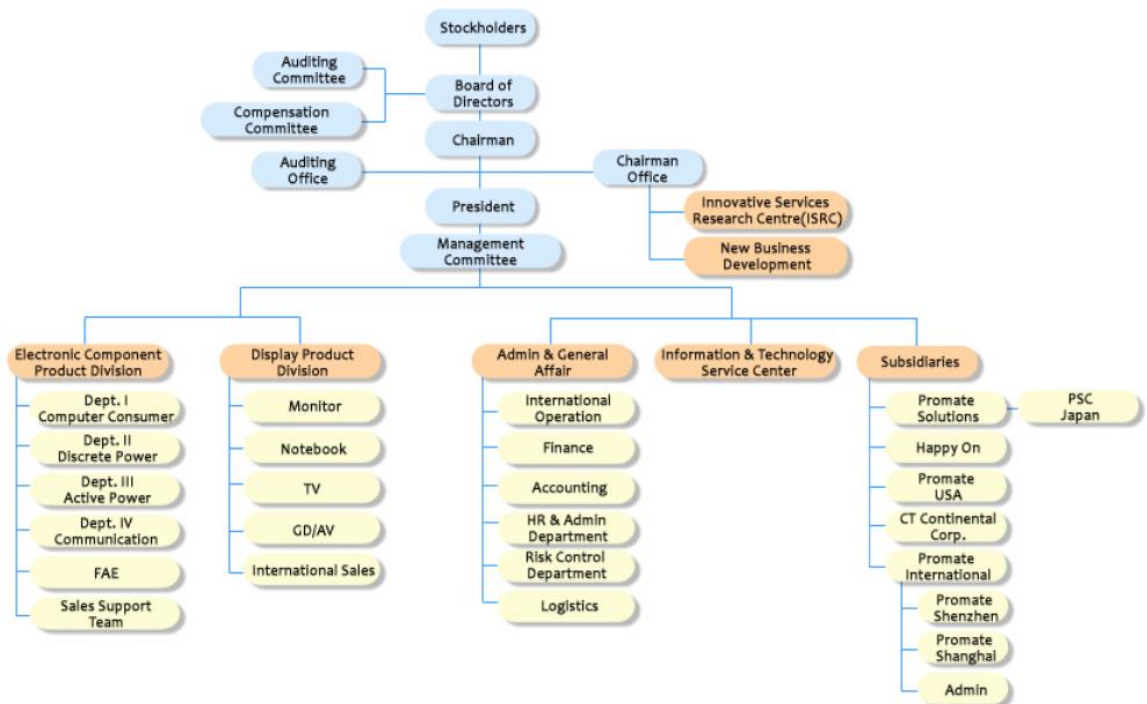 Stockholders
Auditing
Committee
Board of
Directors
Compensation
Committee
Chairman
Auditing
Office
Chairman
Office
President
Innovative Services
Research Centre(ISRC)
Management
Committee
New Business
Development
Electronic Component
Product Division
Dept. I
Computer Consumer
Dept. II
Discrete Power
Dept. III
Active Power
Dept. IV
Communication
FAE
Sales Support
Team
Display Product
Division
Monitor
Notebook
TV
GD/AV
International Sales
Admin & General
Affair
International
Operation
Finance
Accounting
HR & Admin
Department
Risk Control
Department
Logistics
Information & Technology
Service Center
Subsidiaries
Promate
Solutions
PSC
Japan
Happy On
Promate
USA
CT Continental
Corp.
Promate
International
Promate
Shenzhen
Promate
Shanghai
Admin